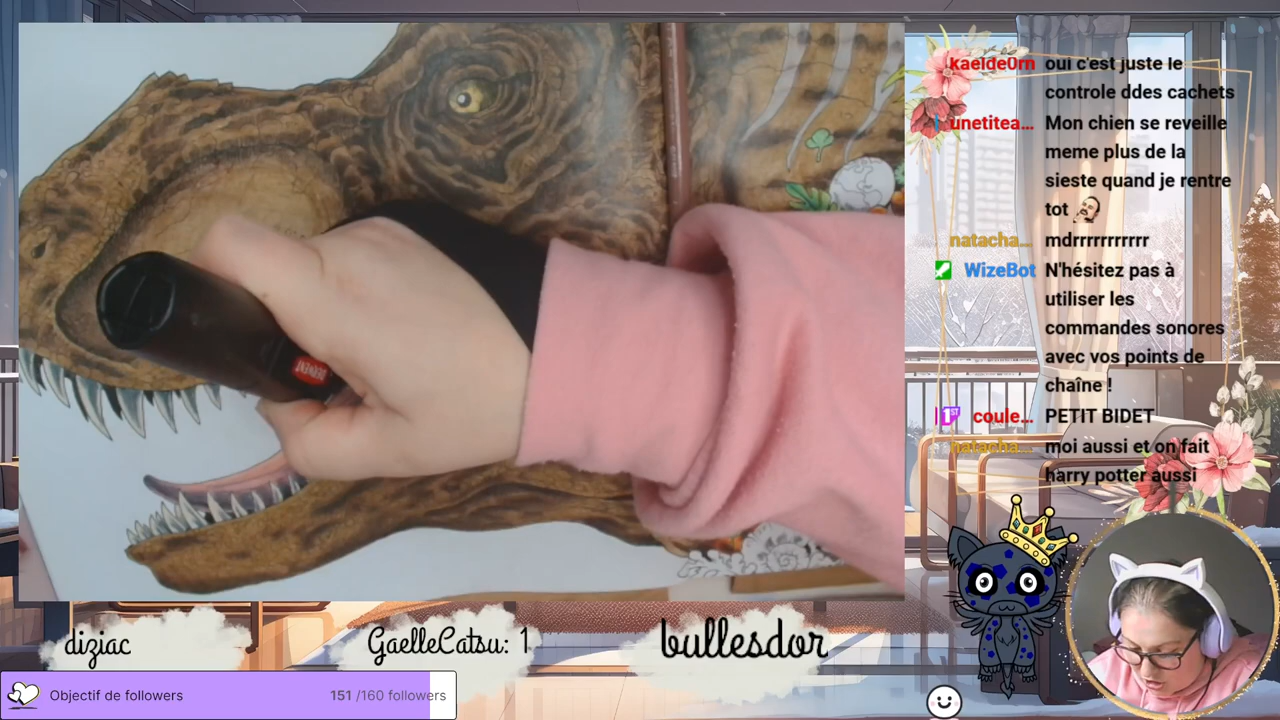 kaelde0rn oui c'est juste le
controle ddes cachets
unetitea... Mon chien se reveille
meme plus de la
sieste quand je rentre
tot
natacha... mdrrrrrrrrrr
WizeBot N'hésitez pas à
utiliser les
commandes sonores
avec vos points de
chaîne !
1ST coule... PETIT BIDET
natacha... moi aussi et on fait
harry potter aussi
DERWENT
diziac
GaelleCatsu: 1
bullesdor
Objectif de followers 151 /160 followers